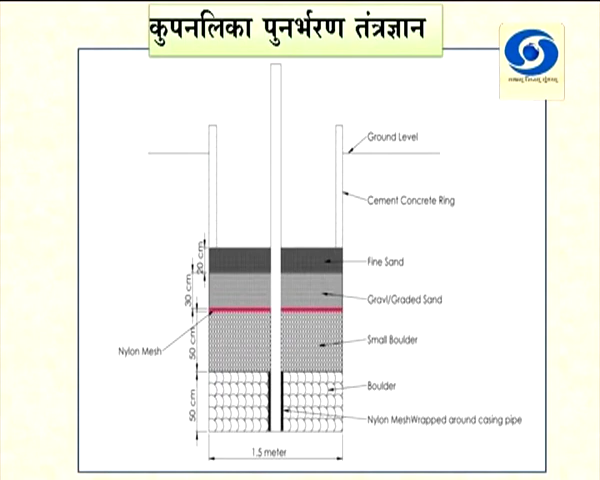 कुपनलिका पुनर्भरण तंत्रज्ञान
Ground Level
Cement Concrete Ring
20 cm
Fine Sand
30 cm
Gravl/Graded Sand
Nylon Mesh
50 cm
Small Boulder
50 cm
Boulder
Nylon MeshWrapped around casing pipe
1.5 meter